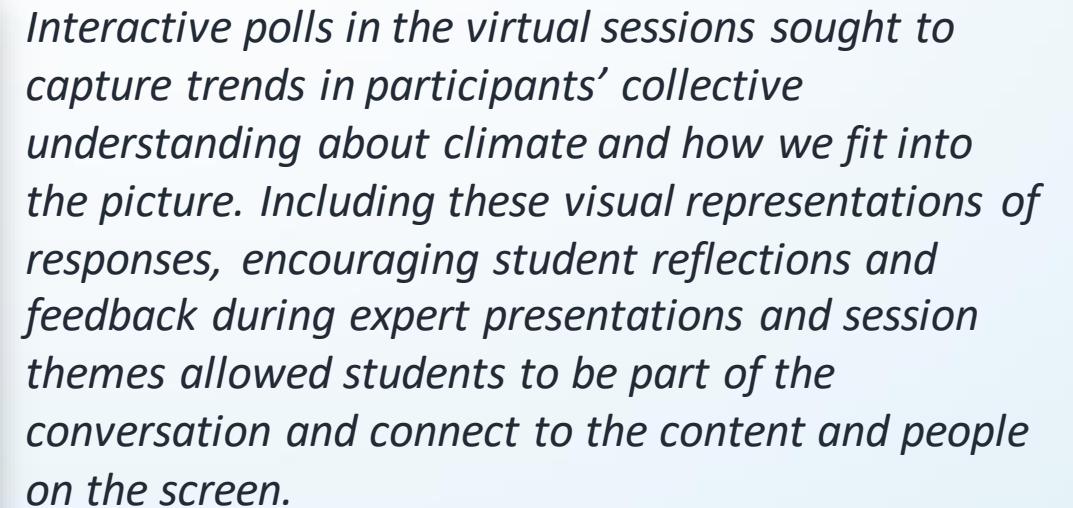 Interactive polls in the virtual sessions sought to
capture trends in participants’ collective
understanding about climate and how we fit into
the picture. Including these visual representations of
responses, encouraging student reflections and
feedback during expert presentations and session
themes allowed students to be part of the
conversation and connect to the content and people
on the screen.